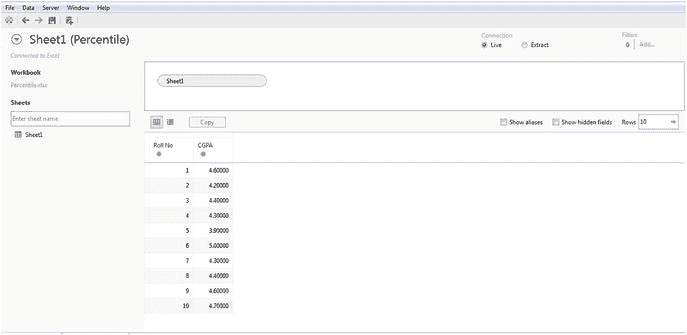 File Data Server Window Help
Sheet1 (Percentile)
Connected to Excel
Connection
Live Extract
Filters
0 Add...
Workbook
Percentile.xlsx
Sheets
Enter sheet name
Sheet1
Sheet1
Copy
Show aliases Show hidden fields Rows 10
Roll No CGPA
1 4.60000
2 4.20000
3 4.40000
4 4.30000
5 3.90000
6 5.00000
7 4.30000
8 4.40000
9 4.60000
10 4.70000